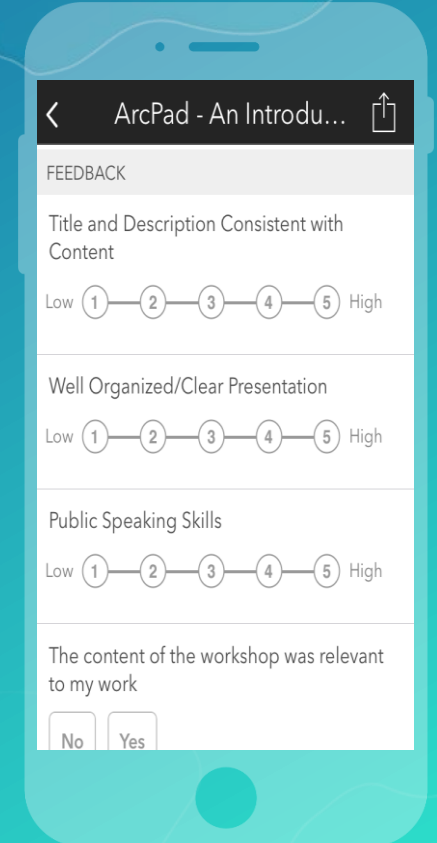 ArcPad - An Introdu...
FEEDBACK
Title and Description Consistent with
Content
Low 1 2 3 4 5 High
Well Organized/Clear Presentation
Low 1 2 3 4 5 High
Public Speaking Skills
Low 1 2 3 4 5 High
The content of the workshop was relevant
to my work
No Yes